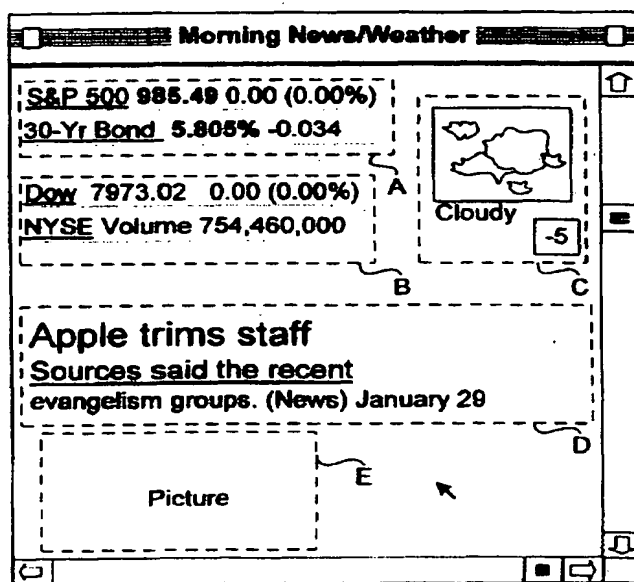 Morning News/Weather
S&P 500 985.49 0.00 (0.00%)
30-Yr Bond 5.805% -0.034
A
Dow 7973.02 0.00 (0.00%)
NYSE Volume 754,460,000
B
Cloudy
-5
C
Apple trims staff
Sources said the recent
evangelism groups. (News) January 29
D
Picture
E